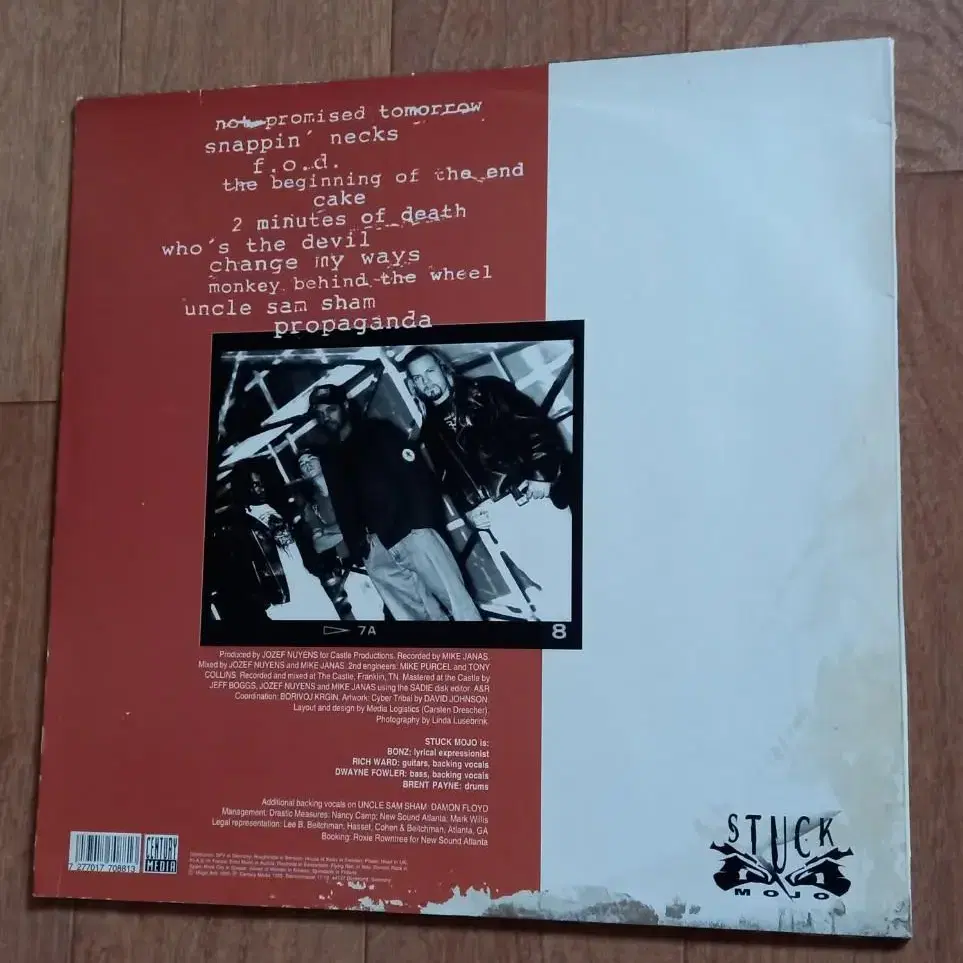 not promised tomorrow
snappin' necks
f.o.d.
the beginning of the end
cake
2 minutes of death
who's the devil
change my ways
monkey behind the wheel
uncle sam sham
propaganda
7A
8
Produced by JOZEF NUYENS for Castle Productions. Recorded by MIKE JANAS.
Mixed by JOZEF NUYENS and MIKE JANAS. 2nd engineers: MIKE PURCEL and TONY
COLLINS. Recorded and mixed at The Castle, Franklin, TN. Mastered at the Castle by
JEFF BOGGS, JOZEF NUYENS and MIKE JANAS using the SADIE disk editor. A&R
Coordination: BORIVOJ KRGIN. Artwork: Cyber Tribal by DAVID JOHNSON.
Layout and design by Media Logistics (Carsten Drescher).
Photography by Linda Lusebrink.
STUCK MOJO is:
BONZ: lyrical expressionist
RICH WARD: guitars, backing vocals
DWAYNE FOWLER: bass, backing vocals
BRENT PAYNE: drums
Additional backing vocals on UNCLE SAM SHAM: DAMON FLOYD
Management: Drastic Measures: Nancy Camp; New Sound Atlanta: Mark Willis
Legal representation: Lee B. Beitchman, Hasset, Cohen & Beitchman, Atlanta, GA
Booking: Roxie Rowntree for New Sound Atlanta
7 277017 708813
CENTURY
MEDIA
STUCK
MOJO